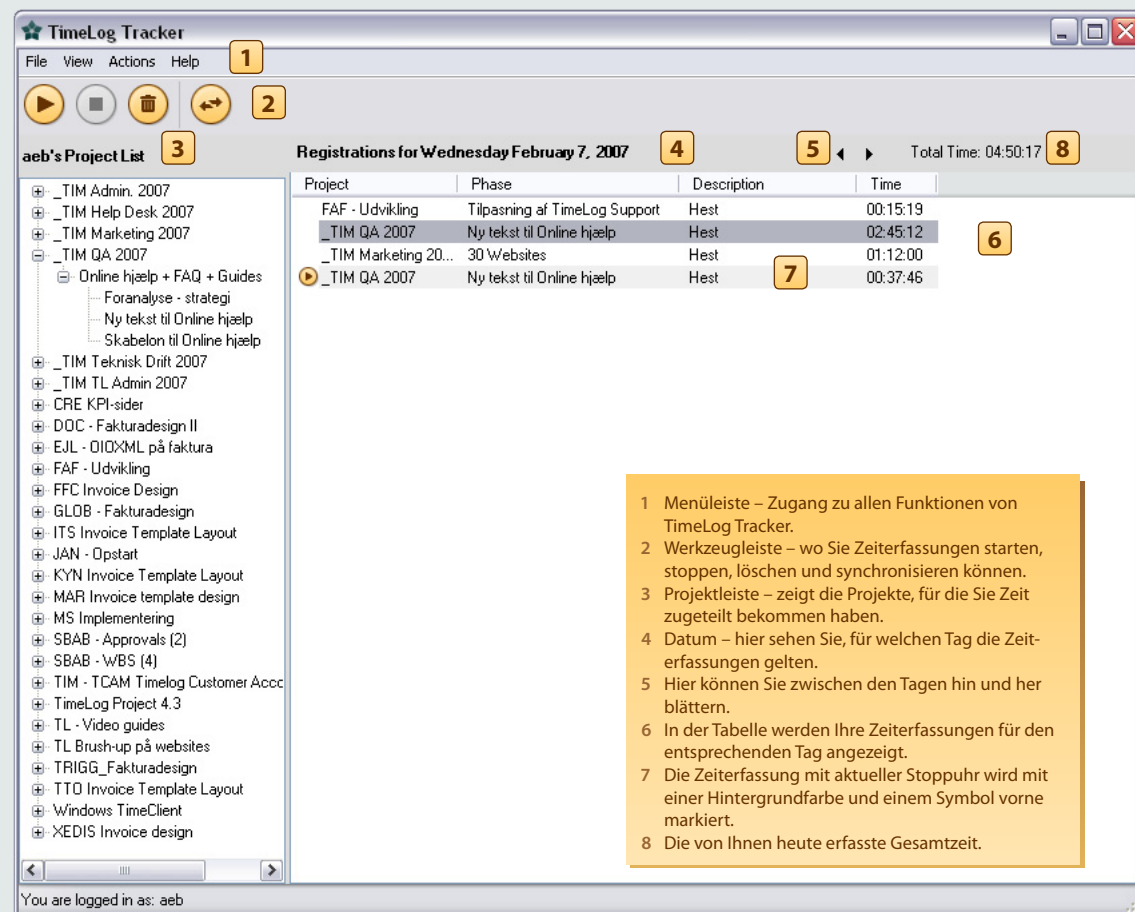 TimeLog Tracker
File View Actions Help 1
2
aeb's Project List 3
Registrations for Wednesday February 7, 2007 4 5 Total Time: 04:50:17 8
Project Phase Description Time
FAF - Udvikling Tilpasning af TimeLog Support Hest 00:15:19
_TIM QA 2007 Ny tekst til Online hjælp Hest 02:45:12
_TIM Marketing 20... 30 Websites Hest 01:12:00
_TIM QA 2007 Ny tekst til Online hjælp Hest 00:37:46
6
7
_TIM Admin. 2007
_TIM Help Desk 2007
_TIM Marketing 2007
_TIM QA 2007
Online hjælp + FAQ + Guides
Foranalyse - strategi
Ny tekst til Online hjælp
Skabelon til Online hjælp
_TIM Teknisk Drift 2007
_TIM TL Admin 2007
CRE KPI-sider
DOC - Fakturadesign II
EJL - OIOXML på faktura
FAF - Udvikling
FFC Invoice Design
GLOB - Fakturadesign
ITS Invoice Template Layout
JAN - Opstart
KYN Invoice Template Layout
MAR Invoice template design
MS Implementering
SBAB - Approvals (2)
SBAB - WBS (4)
TIM - TCAM Timelog Customer Acco
TimeLog Project 4.3
TL - Video guides
TL Brush-up på websites
TRIGG_Fakturadesign
TTO Invoice Template Layout
Windows TimeClient
XEDIS Invoice design
1 Menüleiste – Zugang zu allen Funktionen von
TimeLog Tracker.
2 Werkzeugleiste – wo Sie Zeiterfassungen starten,
stoppen, löschen und synchronisieren können.
3 Projektleiste – zeigt die Projekte, für die Sie Zeit
zugeteilt bekommen haben.
4 Datum – hier sehen Sie, für welchen Tag die Zeit-
erfassungen gelten.
5 Hier können Sie zwischen den Tagen hin und her
blättern.
6 In der Tabelle werden Ihre Zeiterfassungen für den
entsprechenden Tag angezeigt.
7 Die Zeiterfassung mit aktueller Stoppuhr wird mit
einer Hintergrundfarbe und einem Symbol vorne
markiert.
8 Die von Ihnen heute erfasste Gesamtzeit.
You are logged in as: aeb